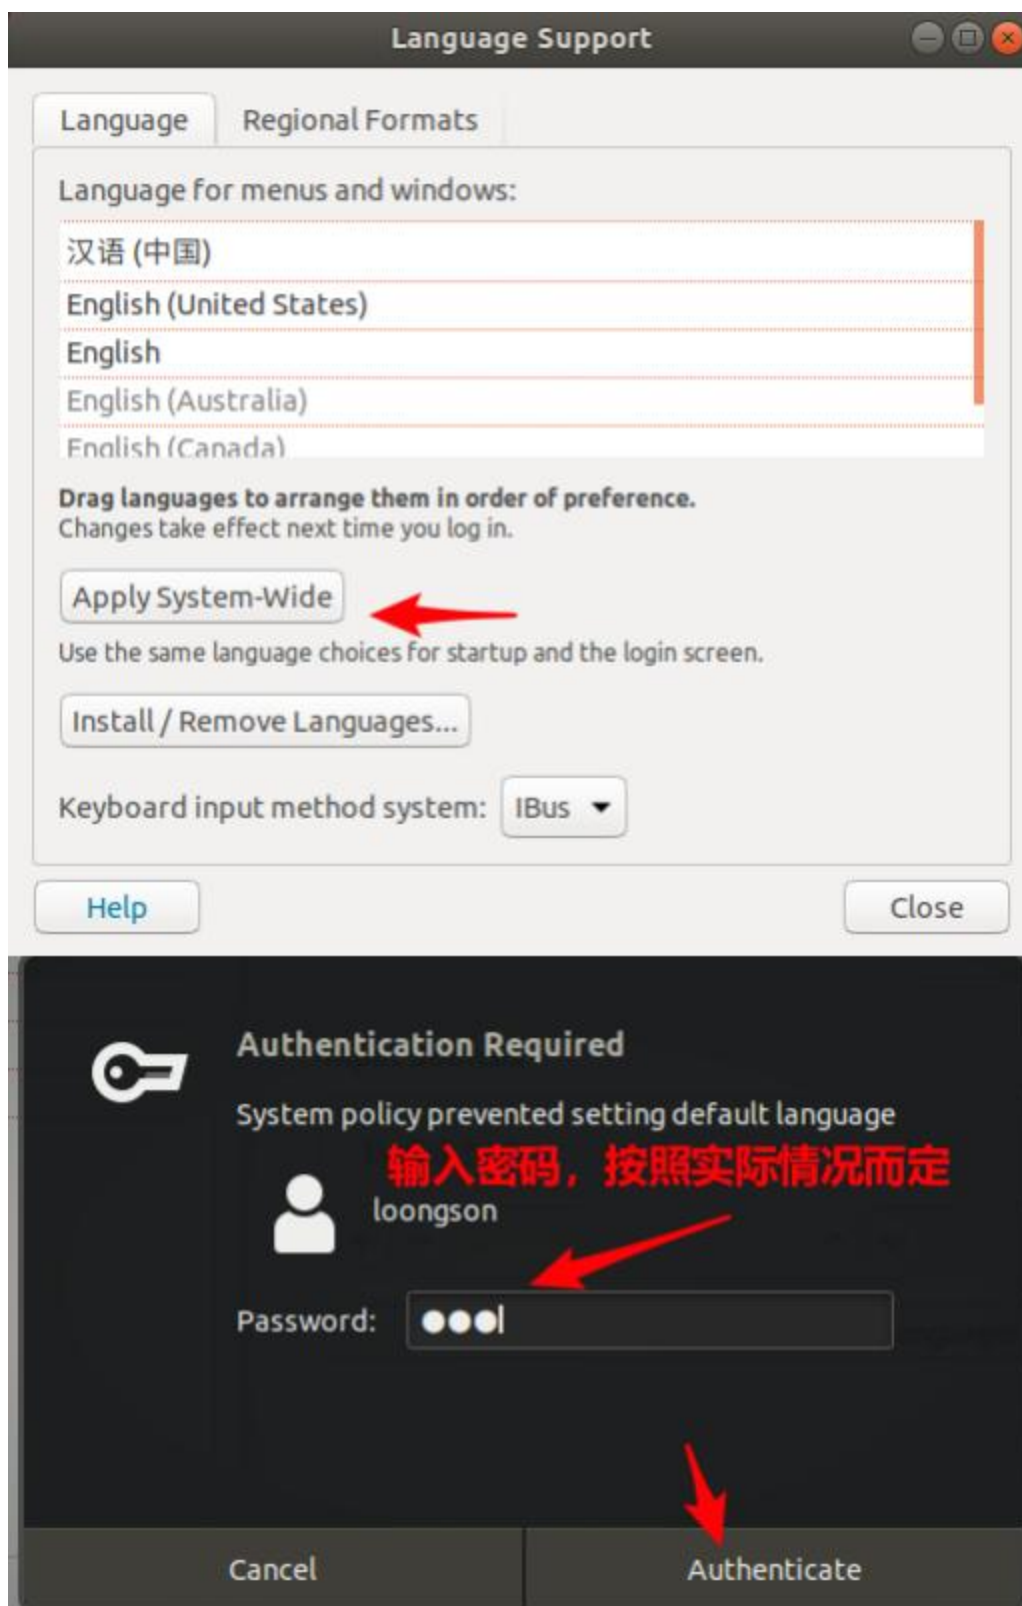 Language Support
Language Regional Formats
Language for menus and windows:
汉语 (中国)
English (United States)
English
English (Australia)
English (Canada)
Drag languages to arrange them in order of preference.
Changes take effect next time you log in.
Apply System-Wide
Use the same language choices for startup and the login screen.
Install / Remove Languages...
Keyboard input method system: IBus
Help Close
Authentication Required
System policy prevented setting default language
输入密码，按照实际情况而定
loongson
Password:
Cancel Authenticate